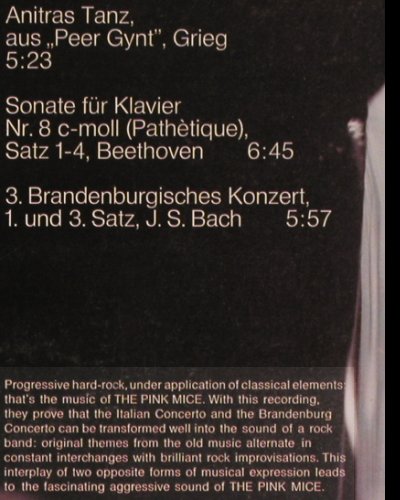 Anitras Tanz,
aus „Peer Gynt”, Grieg
5:23
Sonate für Klavier
Nr. 8 c-moll (Pathètique),
Satz 1-4, Beethoven 6:45
3. Brandenburgisches Konzert,
1. und 3. Satz, J. S. Bach 5:57
Progressive hard-rock, under application of classical elements:
that's the music of THE PINK MICE. With this recording,
they prove that the Italian Concerto and the Brandenburg
Concerto can be transformed well into the sound of a rock
band: original themes from the old music alternate in
constant interchanges with brilliant rock improvisations. This
interplay of two opposite forms of musical expression leads
to the fascinating aggressive sound of THE PINK MICE.